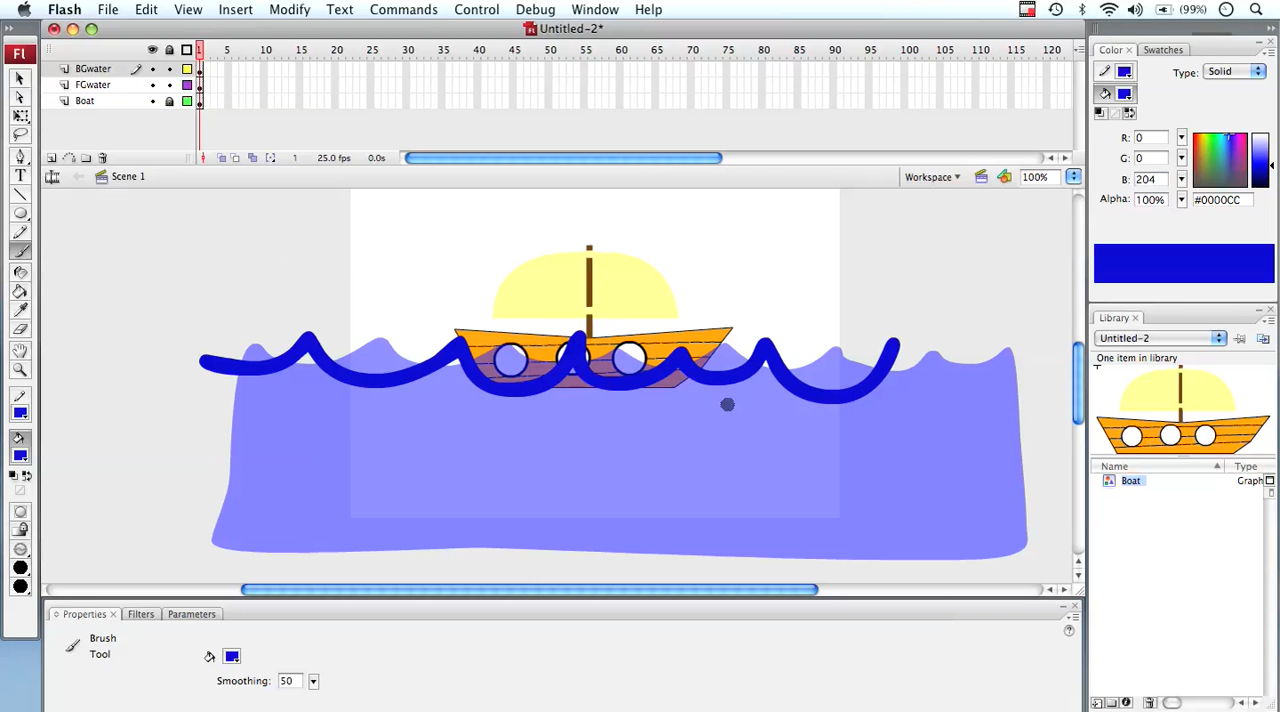 Flash File Edit View Insert Modify Text Commands Control Debug Window Help (99%)
Untitled-2*
1 5 10 15 20 25 30 35 40 45 50 55 60 65 70 75 80 85 90 95 100 105 110 115 120
BGwater
FGwater
Boat
1 25.0 fps 0.0s
Scene 1 Workspace 100%
Fl
T
Color × Swatches
Type: Solid
R: 0
G: 0
B: 204
Alpha: 100% #0000CC
Library ×
Untitled-2
One item in library
Name Type
Boat Graph
Properties × Filters Parameters
Brush
Tool
Smoothing: 50